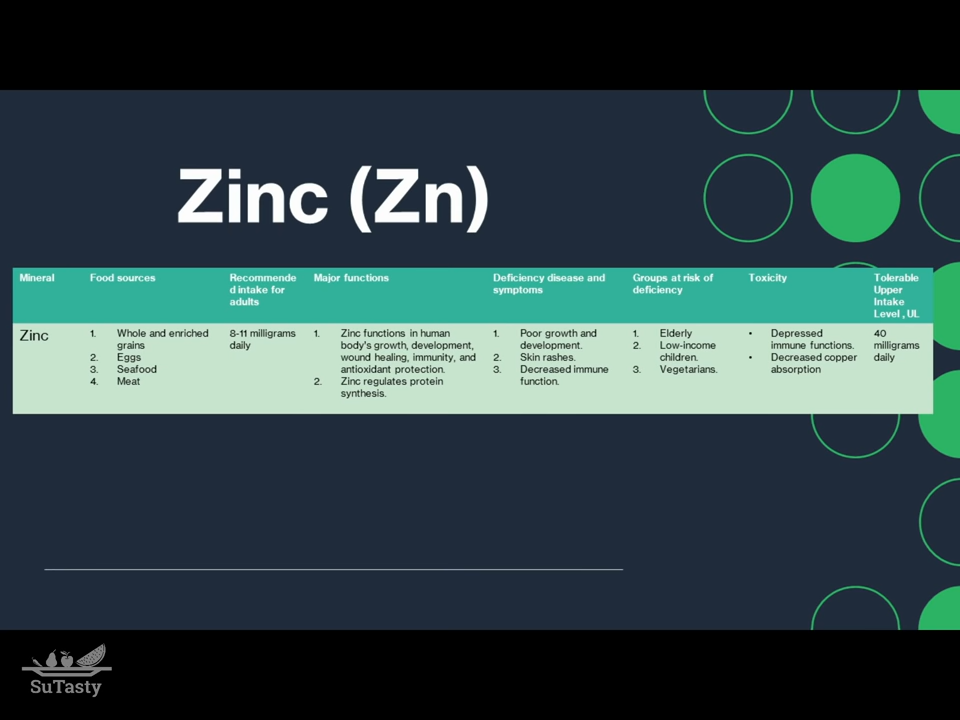 Zinc (Zn)
Mineral
Food sources
Recommende
d intake for
adults
Major functions
Deficiency disease and
symptoms
Groups at risk of
deficiency
Toxicity
Tolerable
Upper
Intake
Level , UL
Zinc
1. Whole and enriched
grains
2. Eggs
3. Seafood
4. Meat
8-11 milligrams
daily
1. Zinc functions in human
body's growth, development,
wound healing, immunity, and
antioxidant protection.
2. Zinc regulates protein
synthesis.
1. Poor growth and
development.
2. Skin rashes.
3. Decreased immune
function.
1. Elderly
2. Low-income
children.
3. Vegetarians.
• Depressed
immune functions.
• Decreased copper
absorption
40
milligrams
daily
SuTasty